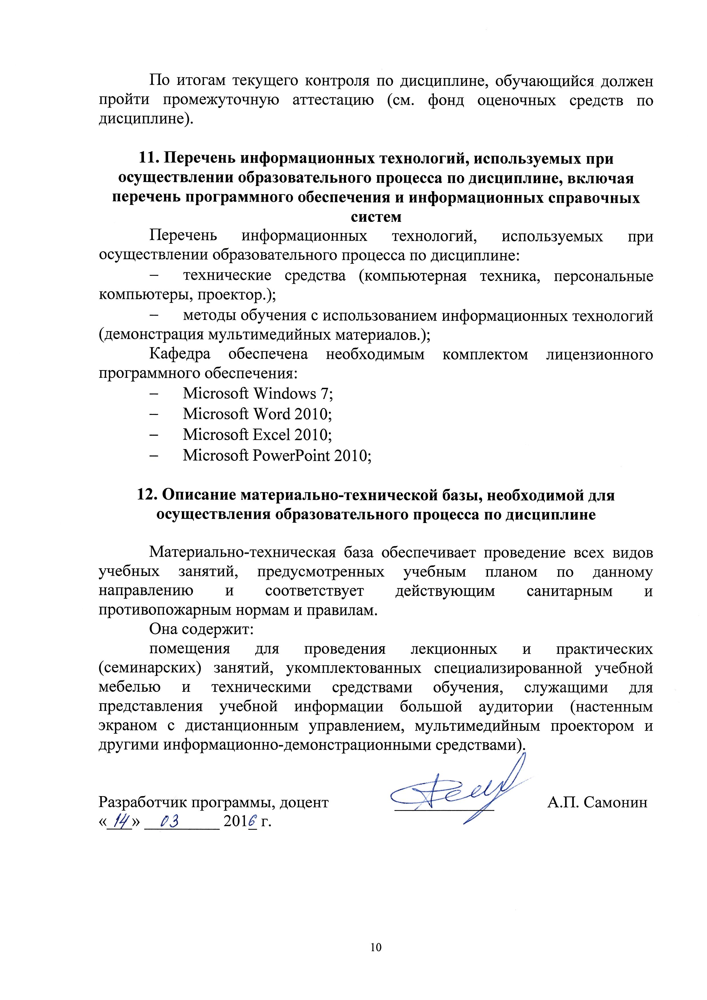 По итогам текущего контроля по дисциплине, обучающийся должен
пройти промежуточную аттестацию (см. фонд оценочных средств по
дисциплине).
11. Перечень информационных технологий, используемых при
осуществлении образовательного процесса по дисциплине, включая
перечень программного обеспечения и информационных справочных
систем
Перечень информационных технологий, используемых при
осуществлении образовательного процесса по дисциплине:
– технические средства (компьютерная техника, персональные
компьютеры, проектор.);
– методы обучения с использованием информационных технологий
(демонстрация мультимедийных материалов.);
Кафедра обеспечена необходимым комплектом лицензионного
программного обеспечения:
– Microsoft Windows 7;
– Microsoft Word 2010;
– Microsoft Excel 2010;
– Microsoft PowerPoint 2010;
12. Описание материально-технической базы, необходимой для
осуществления образовательного процесса по дисциплине
Материально-техническая база обеспечивает проведение всех видов
учебных занятий, предусмотренных учебным планом по данному
направлению и соответствует действующим санитарным и
противопожарным нормам и правилам.
Она содержит:
помещения для проведения лекционных и практических
(семинарских) занятий, укомплектованных специализированной учебной
мебелью и техническими средствами обучения, служащими для
представления учебной информации большой аудитории (настенным
экраном с дистанционным управлением, мультимедийным проектором и
другими информационно-демонстрационными средствами).
Разработчик программы, доцент А.П. Самонин
«14» 03 2016 г.
10